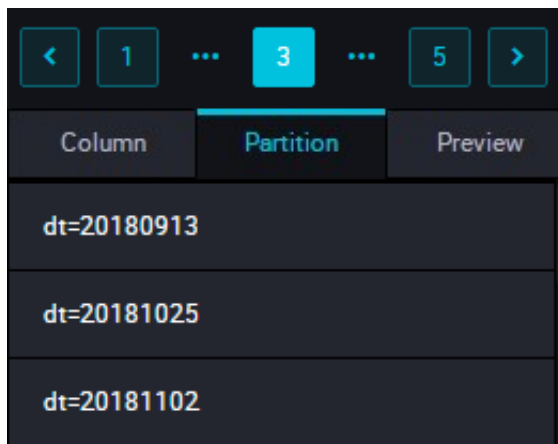 < 1 ••• 3 ••• 5 >
Column Partition Preview
dt=20180913
dt=20181025
dt=20181102